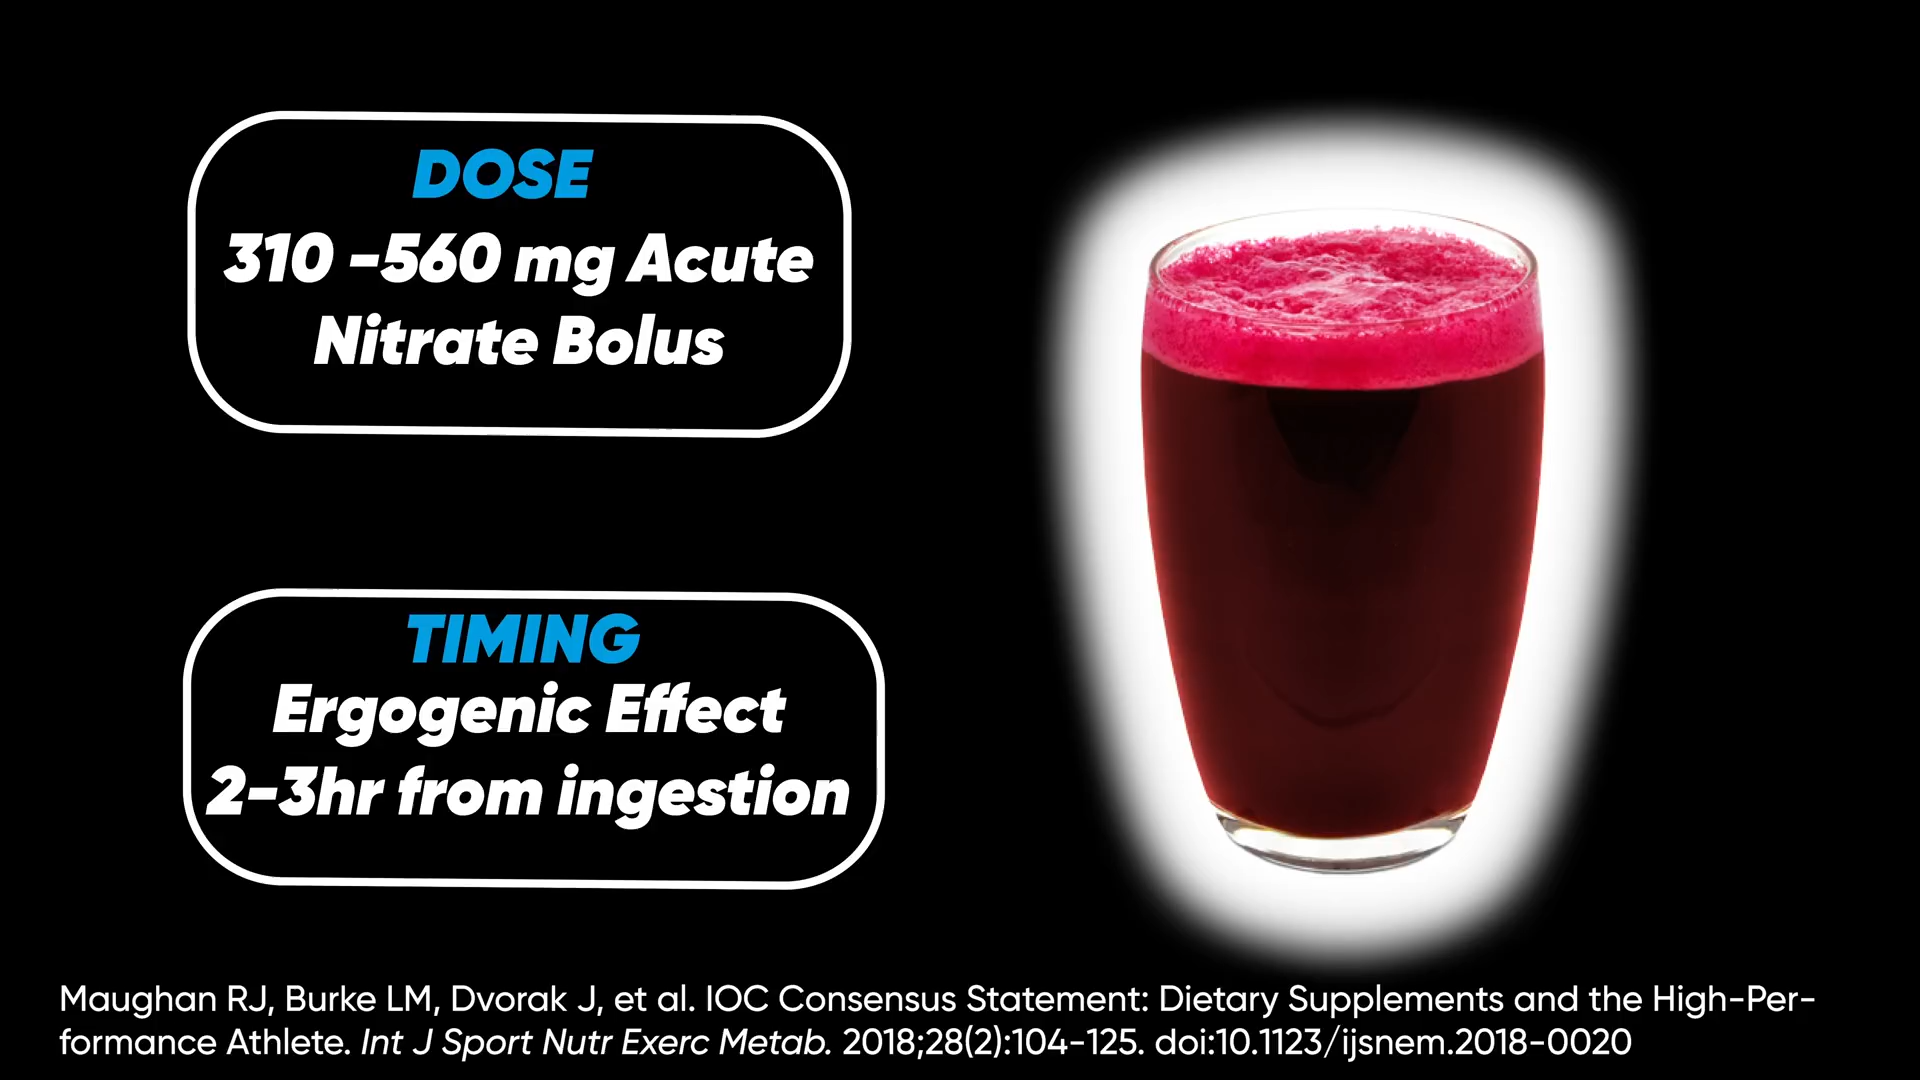 DOSE
310 -560 mg Acute
Nitrate Bolus
TIMING
Ergogenic Effect
2-3hr from ingestion
Maughan RJ, Burke LM, Dvorak J, et al. IOC Consensus Statement: Dietary Supplements and the High-Per-
formance Athlete. Int J Sport Nutr Exerc Metab. 2018;28(2):104-125. doi:10.1123/ijsnem.2018-0020